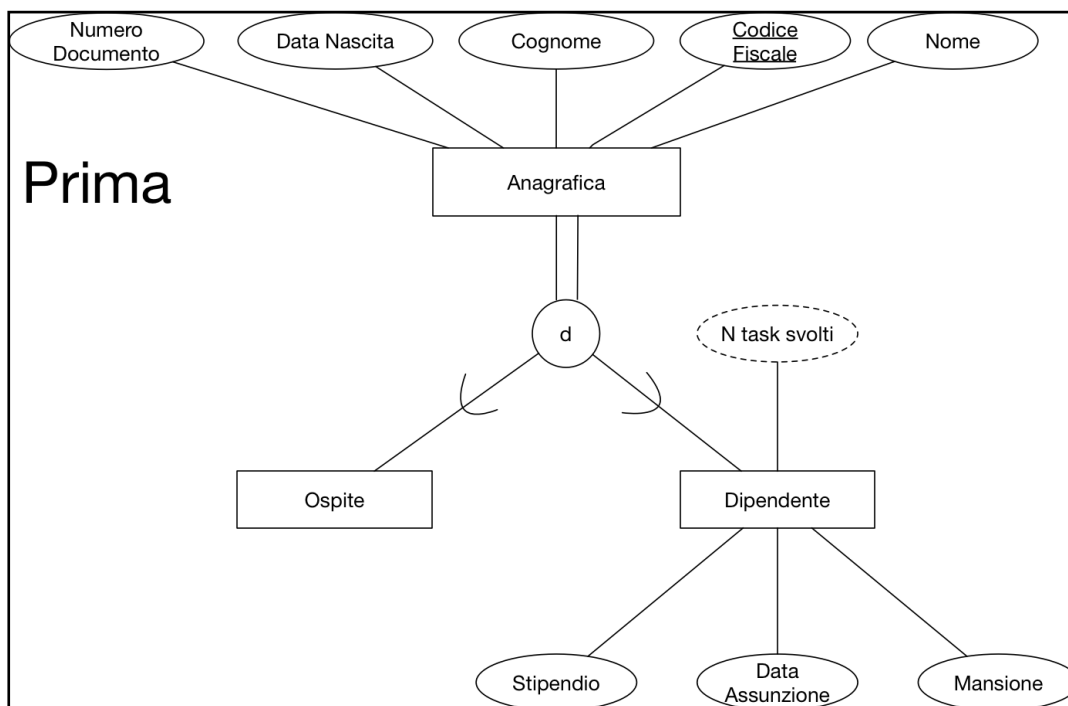 Numero
Documento
Data Nascita
Cognome
Codice
Fiscale
Nome
Prima
Anagrafica
d
N task svolti
Ospite
Dipendente
Stipendio
Data
Assunzione
Mansione